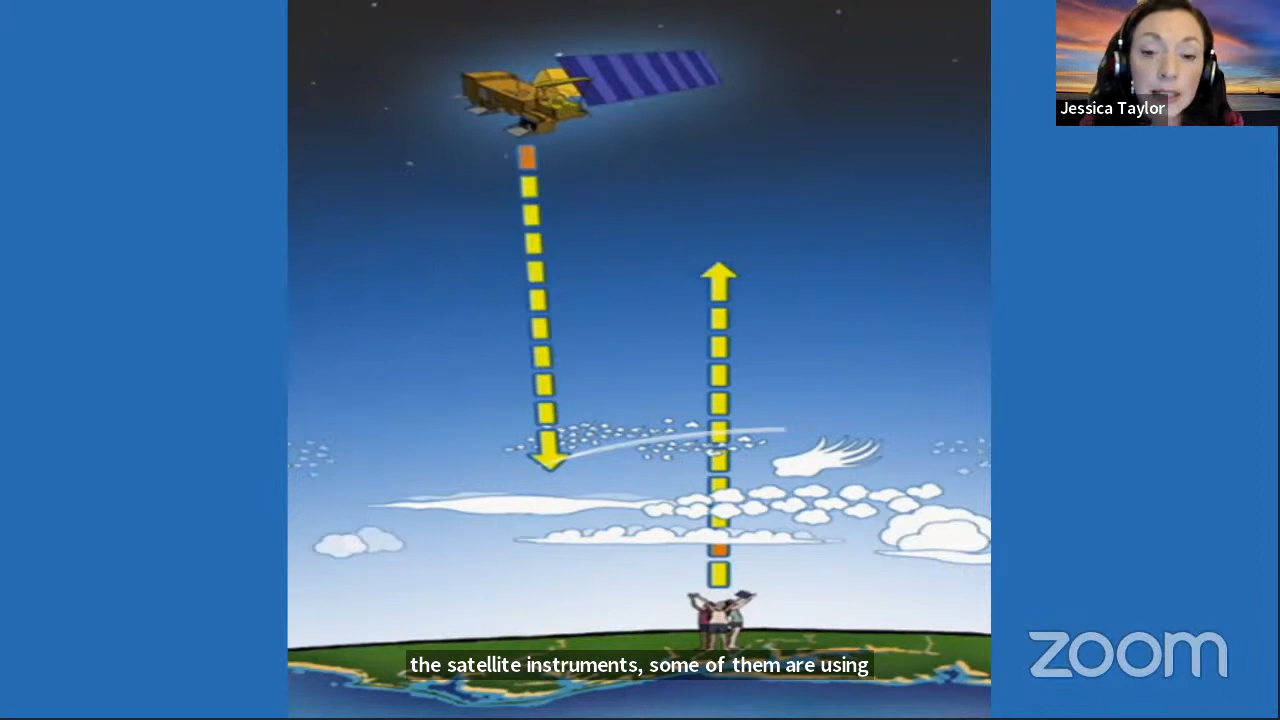 Jessica Taylor
zoom
the satellite instruments, some of them are using